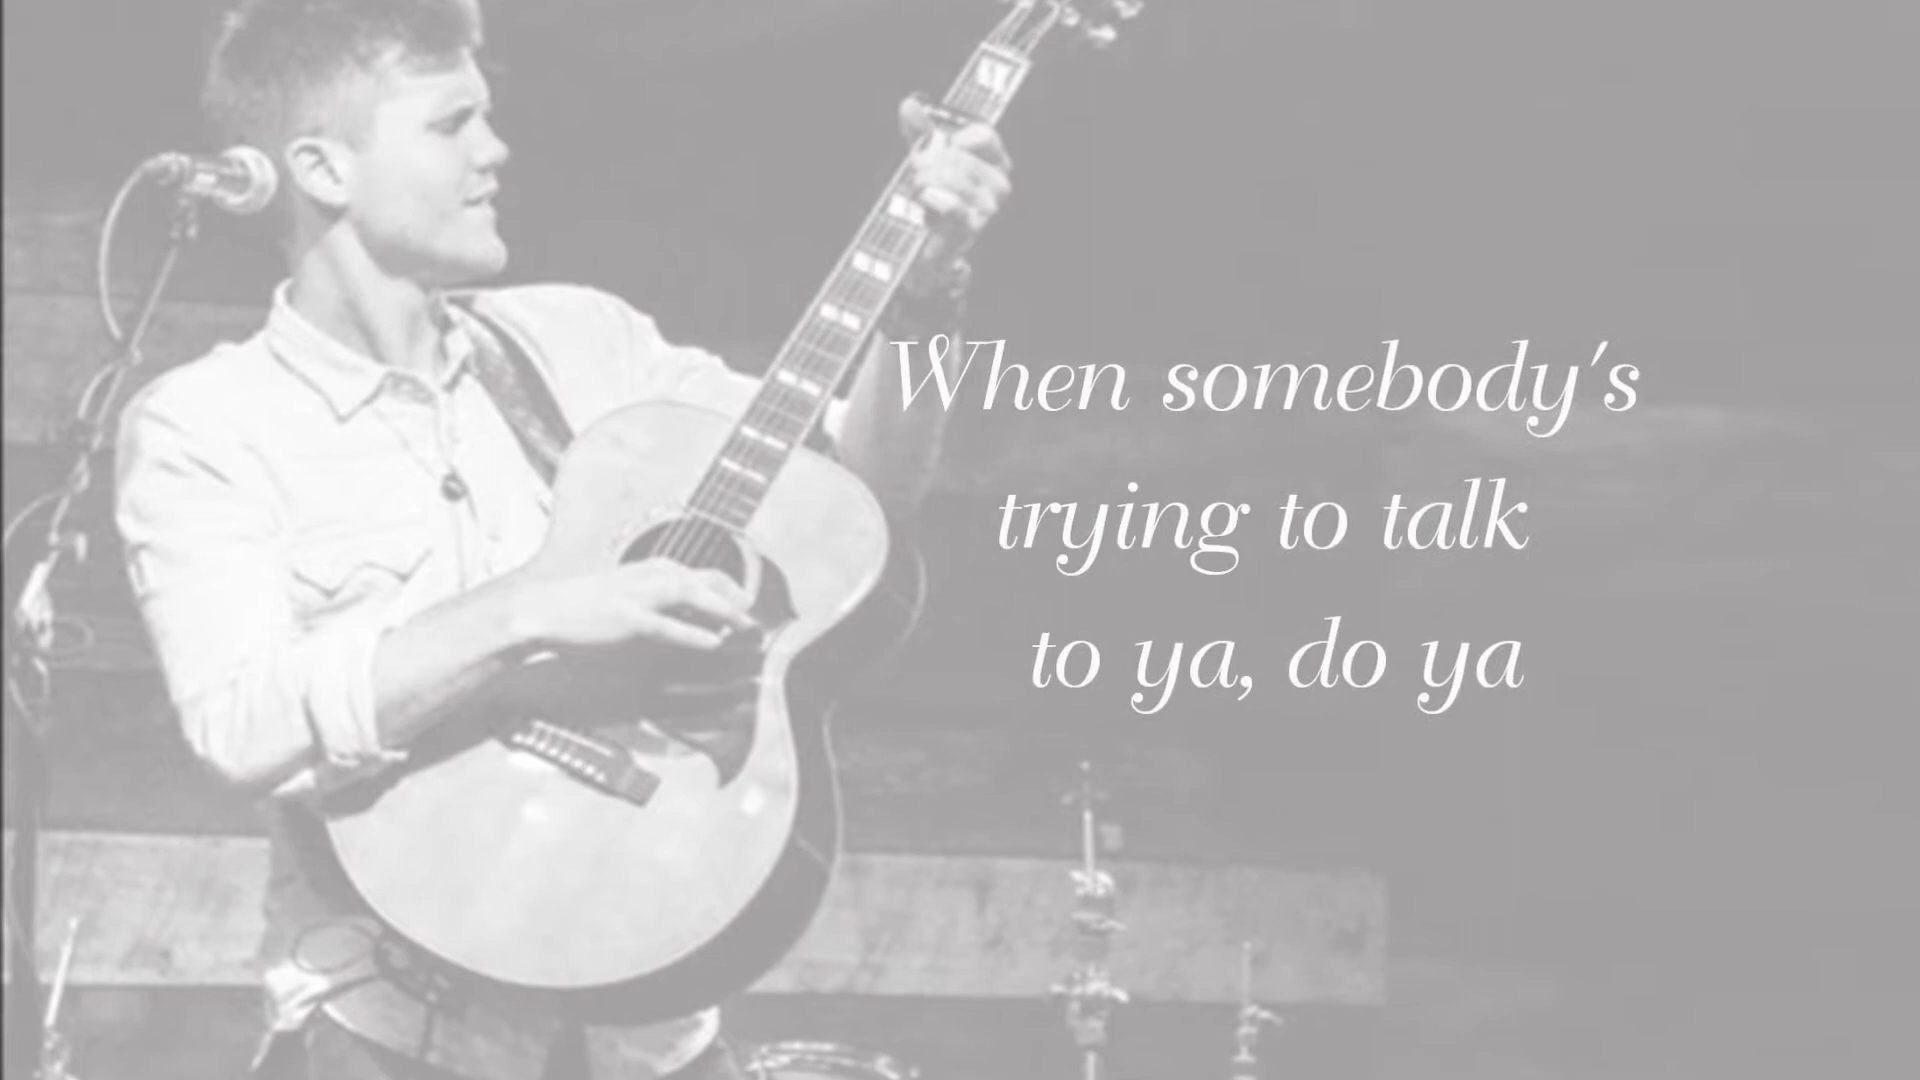 When somebody's
trying to talk
to ya, do ya